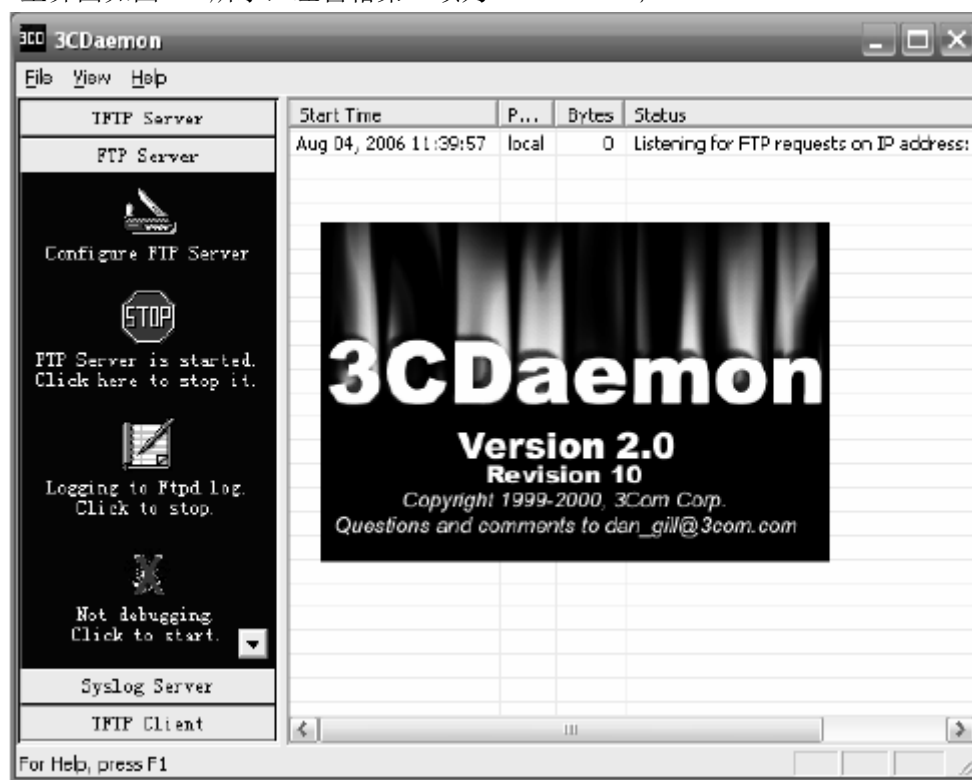 3CO 3CDaemon
File View Help
TFTP Server
FTP Server
Configure FTP Server
STOP
FTP Server is started.
Click here to stop it.
Logging to Ftpd log.
Click to stop.
Not debugging.
Click to start.
Syslog Server
TFTP Client
Start Time P... Bytes Status
Aug 04, 2006 11:39:57 local 0 Listening for FTP requests on IP address:
3CDaemon
Version 2.0
Revision 10
Copyright 1999-2000, 3Com Corp.
Questions and comments to dan_gill@3com.com
For Help, press F1